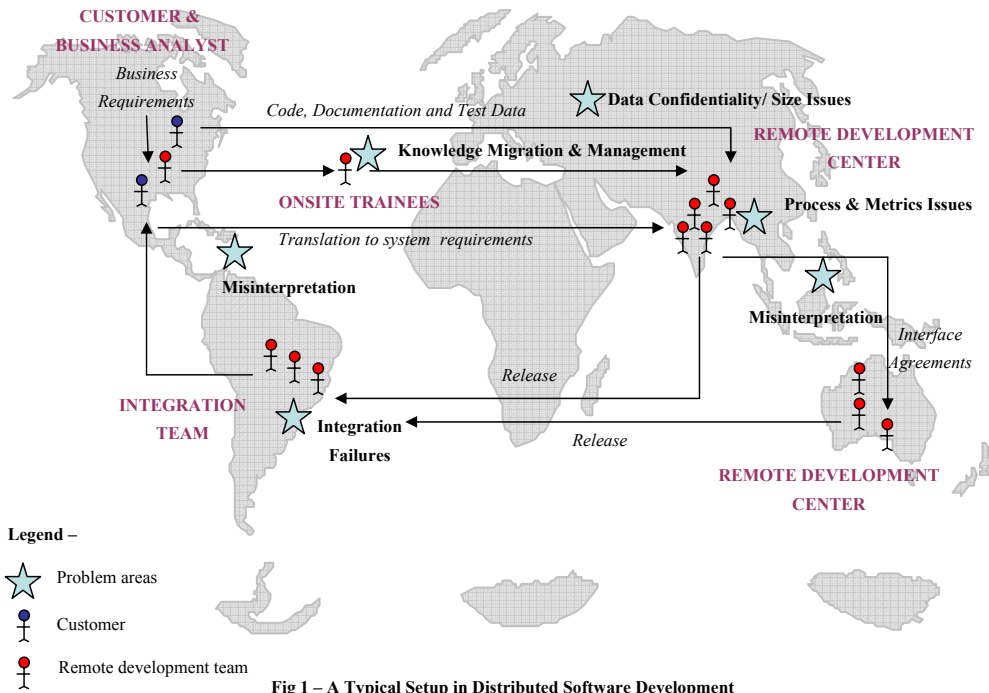 CUSTOMER &
BUSINESS ANALYST
Business
Requirements
Code, Documentation and Test Data
Data Confidentiality/ Size Issues
REMOTE DEVELOPMENT
CENTER
Knowledge Migration & Management
ONSITE TRAINEES
Process & Metrics Issues
Translation to system requirements
Misinterpretation
Misinterpretation
Interface
Agreements
Release
INTEGRATION
TEAM
Integration
Failures
Release
REMOTE DEVELOPMENT
CENTER
Legend –
Problem areas
Customer
Remote development team
Fig 1 – A Typical Setup in Distributed Software Development